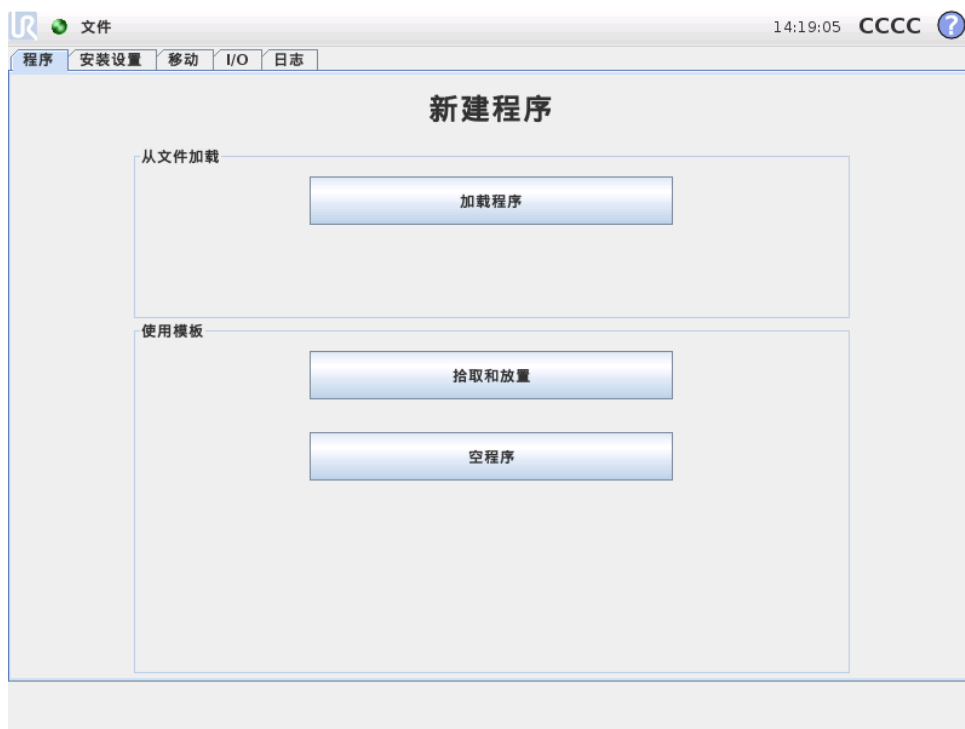 UR 文件 14:19:05 CCCC ?
程序 安装设置 移动 I/O 日志
新建程序
从文件加载
加载程序
使用模板
拾取和放置
空程序